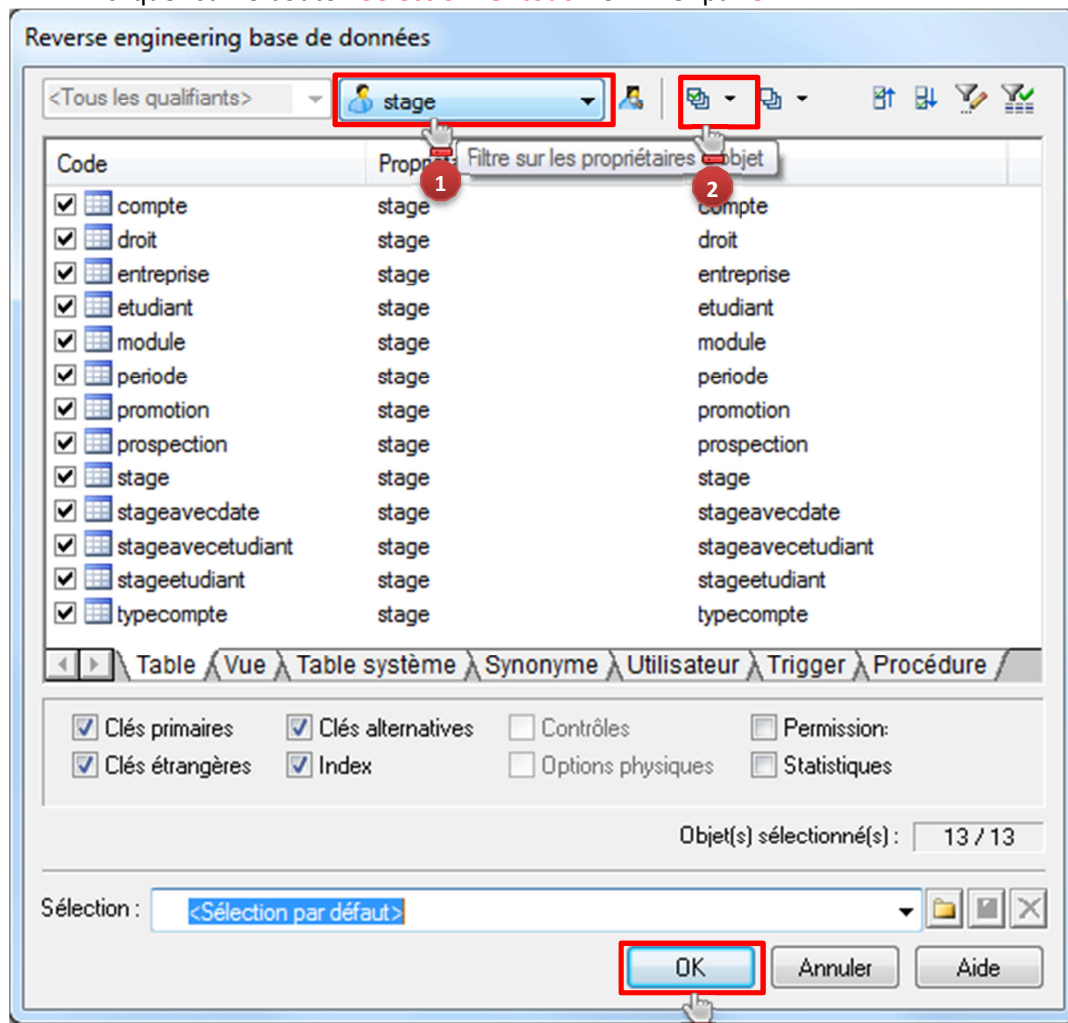 Reverse engineering base de données
<Tous les qualifiants> stage
Code Proprié
Filtre sur les propriétaires objet
1 2
compte stage compte
droit stage droit
entreprise stage entreprise
etudiant stage etudiant
module stage module
periode stage periode
promotion stage promotion
prospection stage prospection
stage stage stage
stageavecdate stage stageavecdate
stageavecetudiant stage stageavecetudiant
stageetudiant stage stageetudiant
typecompte stage typecompte
Table Vue Table système Synonyme Utilisateur Trigger Procédure
Clés primaires Clés alternatives Contrôles Permission:
Clés étrangères Index Options physiques Statistiques
Objet(s) sélectionné(s) : 13 / 13
Sélection : <Sélection par défaut>
OK Annuler Aide